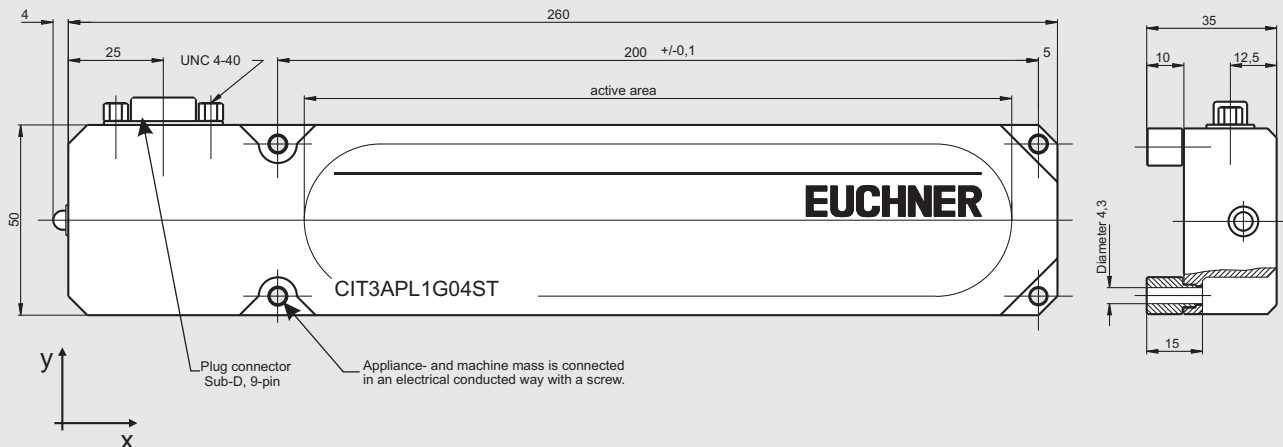 4
260
35
25
UNC 4-40
200 +/-0,1
5
10
12,5
active area
50
EUCHNER
Diameter 4,3
CIT3APL1G04ST
15
Plug connector
Sub-D, 9-pin
Appliance- and machine mass is connected
in an electrical conducted way with a screw.
y
x